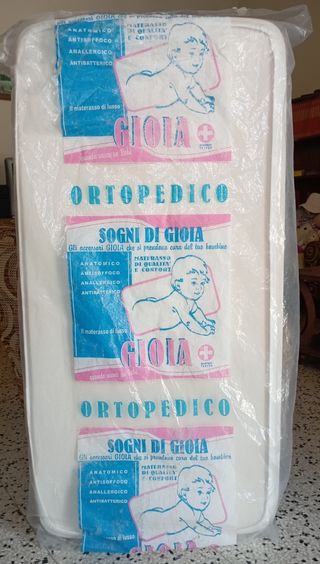 ANATOMICO
ANTISOFFOCO
ANALLERGICO
ANTIBATTERICO
MATERASSO
DI QUALITA'
E CONFORT
Il materasso di lusso
GIOIA
ORTOPEDICO
SOGNI DI GIOIA
Gli accessori GIOIA che si prendono cura del tuo bambino
ANATOMICO
ANTISOFFOCO
ANALLERGICO
ANTIBATTERICO
MATERASSO
DI QUALITA'
E CONFORT
Il materasso di lusso
GIOIA
ORTOPEDICO
SOGNI DI GIOIA
Gli accessori GIOIA che si prendono cura del tuo bambino
ANATOMICO
ANTISOFFOCO
ANALLERGICO
ANTIBATTERICO
MATERASSO
DI QUALITA'
E CONFORT
Il materasso di lusso
GIOIA